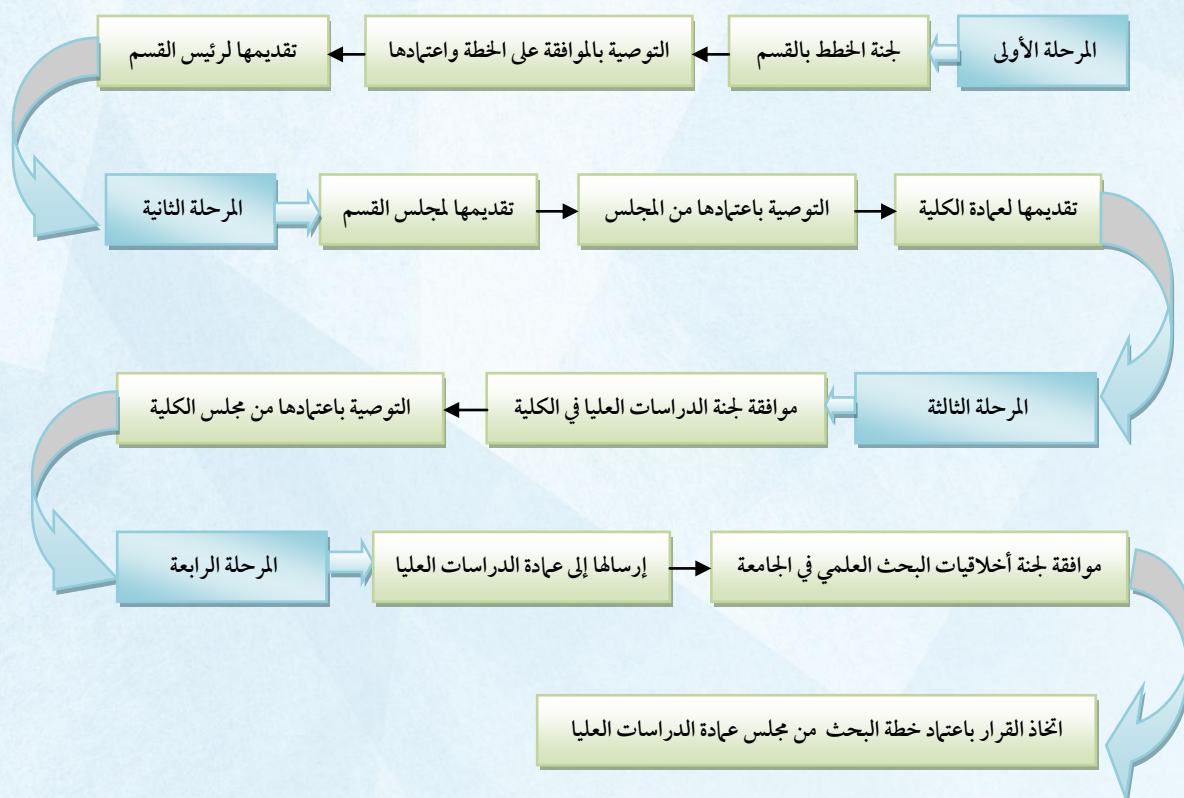 المرحلة الأولى
لجنة الخطط بالقسم
التوصية بالموافقة على الخطة واعتمادها
تقديمها لرئيس القسم
المرحلة الثانية
تقديمها لمجلس القسم
التوصية باعتمادها من المجلس
تقديمها لعمادة الكلية
المرحلة الثالثة
موافقة لجنة الدراسات العليا في الكلية
التوصية باعتمادها من مجلس الكلية
المرحلة الرابعة
إرسالها إلى عمادة الدراسات العليا
موافقة لجنة أخلاقيات البحث العلمي في الجامعة
اتخاذ القرار باعتماد خطة البحث من مجلس عمادة الدراسات العليا